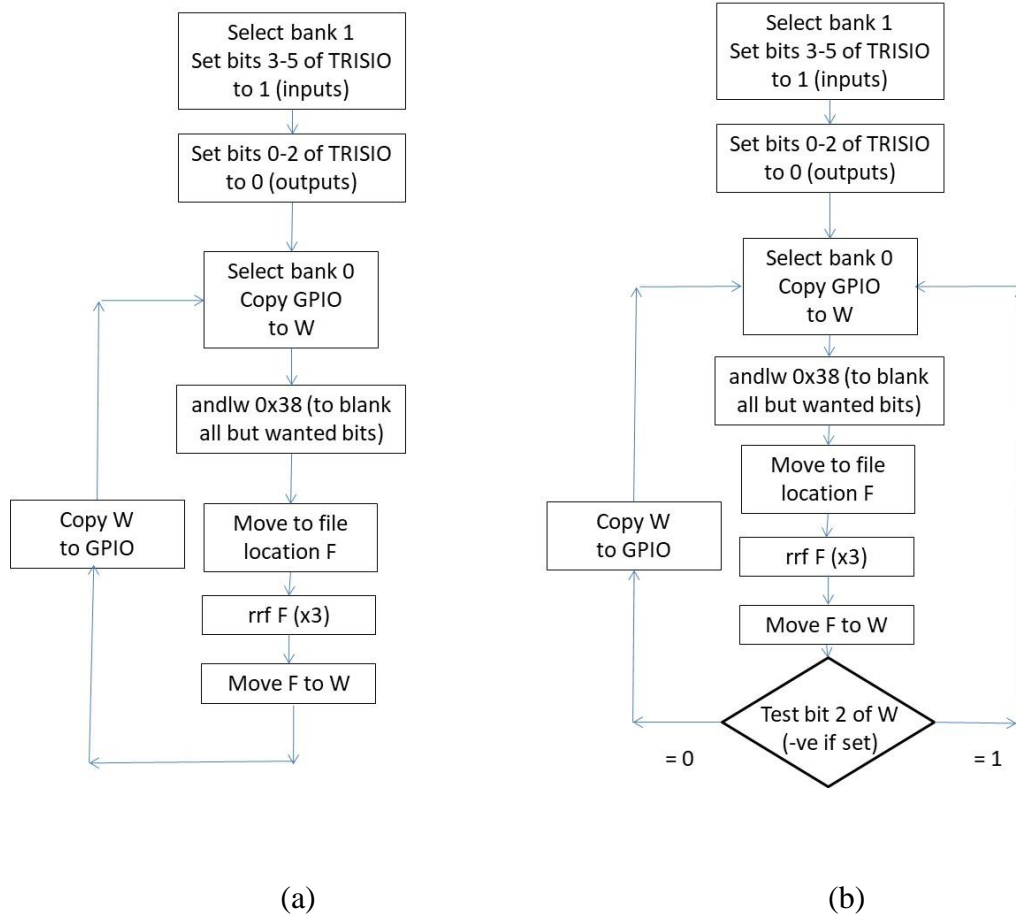 Select bank 1
Set bits 3-5 of TRISIO
to 1 (inputs)
Set bits 0-2 of TRISIO
to 0 (outputs)
Select bank 0
Copy GPIO
to W
andlw 0x38 (to blank
all but wanted bits)
Move to file
location F
Copy W
to GPIO
rrf F (x3)
Move F to W
(a)
Select bank 1
Set bits 3-5 of TRISIO
to 1 (inputs)
Set bits 0-2 of TRISIO
to 0 (outputs)
Select bank 0
Copy GPIO
to W
andlw 0x38 (to blank
all but wanted bits)
Move to file
location F
Copy W
to GPIO
rrf F (x3)
Move F to W
Test bit 2 of W
(-ve if set)
= 0
= 1
(b)